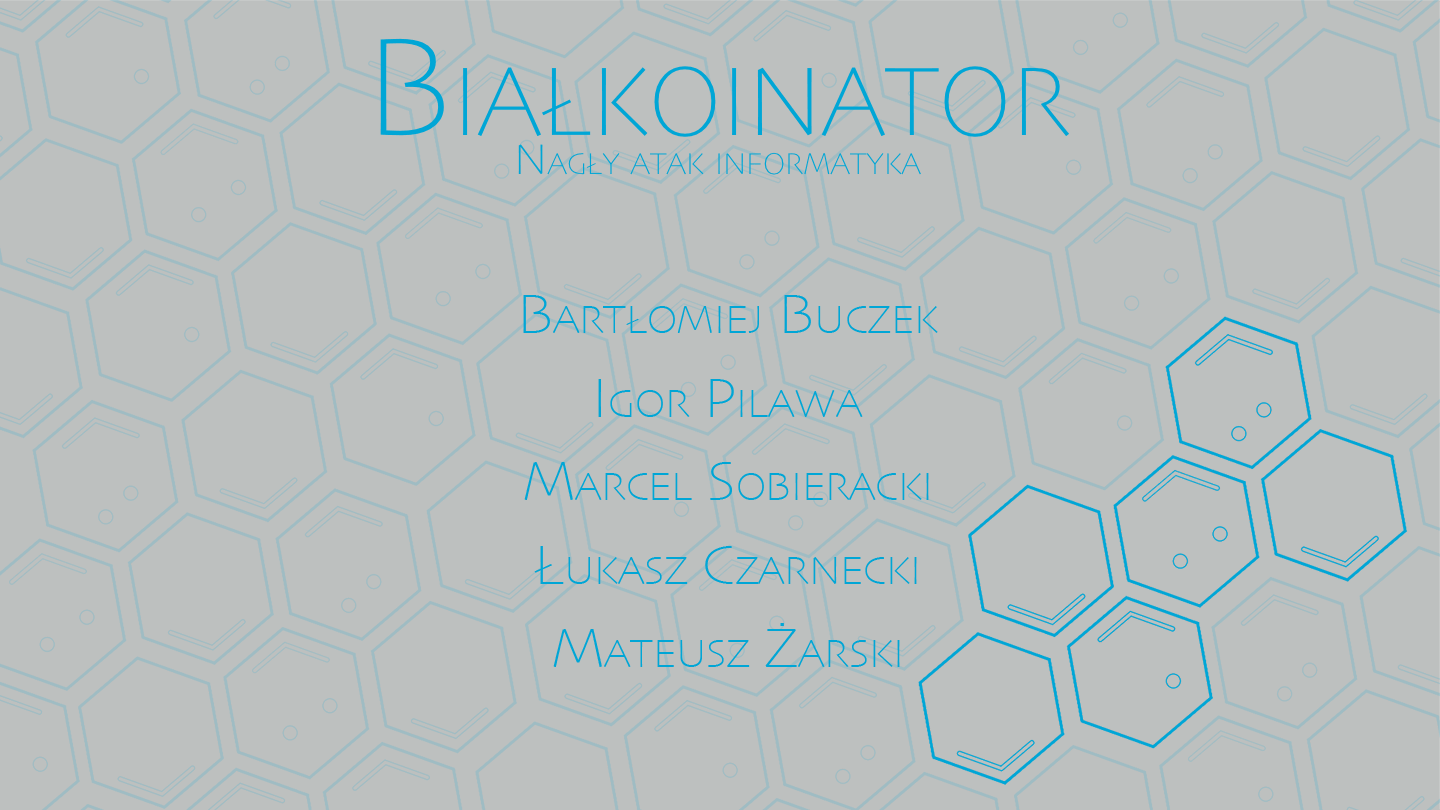 Białkoinator
Nagły atak informatyka
Bartłomiej Buczek
Igor Pilawa
Marcel Sobieracki
Łukasz Czarnecki
Mateusz Żarski